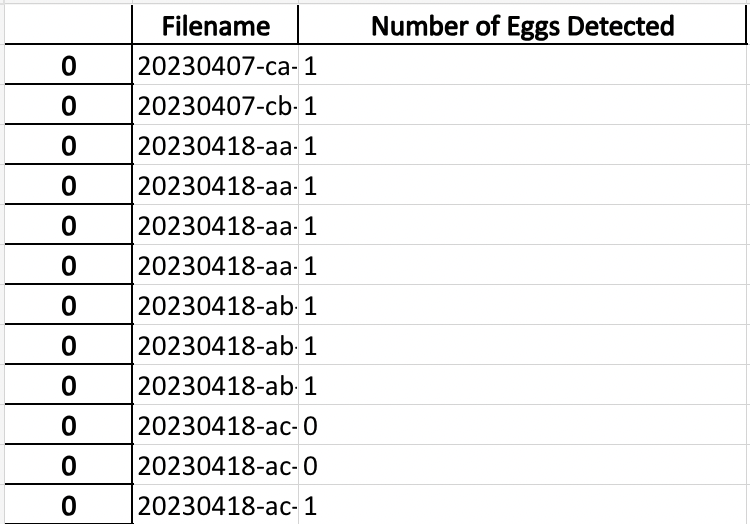 Filename Number of Eggs Detected
0 20230407-ca- 1
0 20230407-cb- 1
0 20230418-aa- 1
0 20230418-aa- 1
0 20230418-aa- 1
0 20230418-aa- 1
0 20230418-ab- 1
0 20230418-ab- 1
0 20230418-ab- 1
0 20230418-ac- 0
0 20230418-ac- 0
0 20230418-ac- 1